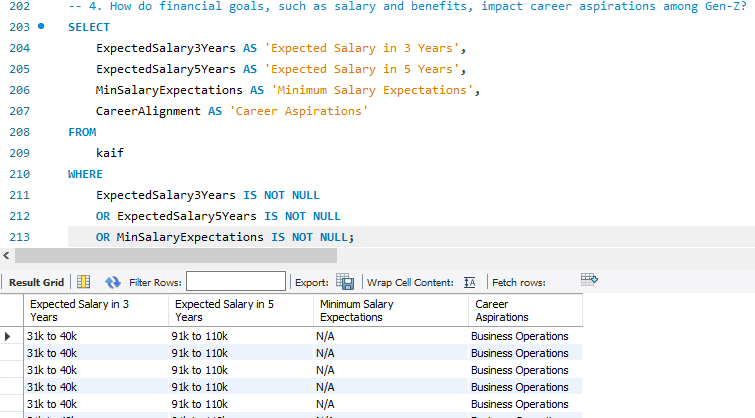 202 -- 4. How do financial goals, such as salary and benefits, impact career aspirations among Gen-Z?
203 SELECT
204 ExpectedSalary3Years AS 'Expected Salary in 3 Years',
205 ExpectedSalary5Years AS 'Expected Salary in 5 Years',
206 MinSalaryExpectations AS 'Minimum Salary Expectations',
207 CareerAlignment AS 'Career Aspirations'
208 FROM
209 kaif
210 WHERE
211 ExpectedSalary3Years IS NOT NULL
212 OR ExpectedSalary5Years IS NOT NULL
213 OR MinSalaryExpectations IS NOT NULL;
Result Grid Filter Rows: Export: Wrap Cell Content: IA Fetch rows:
Expected Salary in 3 Expected Salary in 5 Minimum Salary Career
Years Years Expectations Aspirations
31k to 40k 91k to 110k N/A Business Operations
31k to 40k 91k to 110k N/A Business Operations
31k to 40k 91k to 110k N/A Business Operations
31k to 40k 91k to 110k N/A Business Operations
31k to 40k 91k to 110k N/A Business Operations